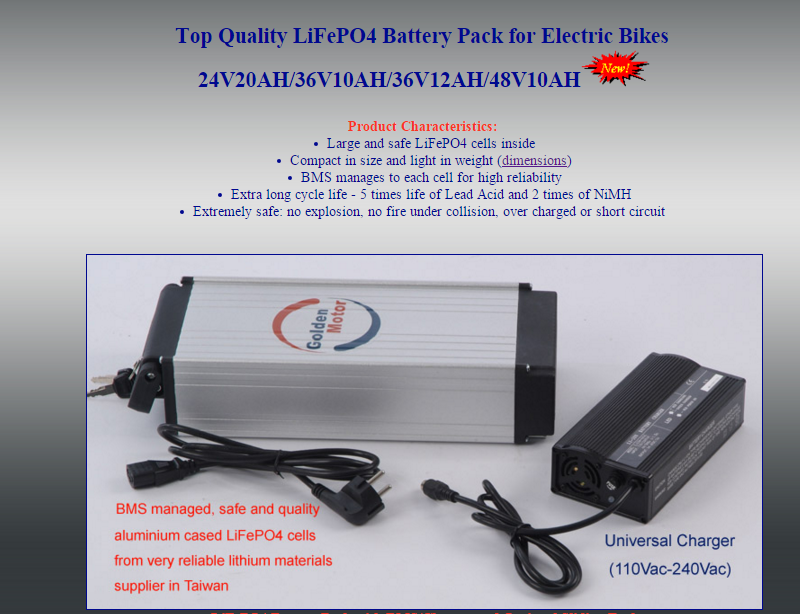 Top Quality LiFePO4 Battery Pack for Electric Bikes
24V20AH/36V10AH/36V12AH/48V10AH New!
Product Characteristics:
• Large and safe LiFePO4 cells inside
• Compact in size and light in weight (dimensions)
• BMS manages to each cell for high reliability
• Extra long cycle life - 5 times life of Lead Acid and 2 times of NiMH
• Extremely safe: no explosion, no fire under collision, over charged or short circuit
Golden
Motor
BMS managed, safe and quality
aluminium cased LiFePO4 cells
from very reliable lithium materials
supplier in Taiwan
Universal Charger
(110Vac-240Vac)